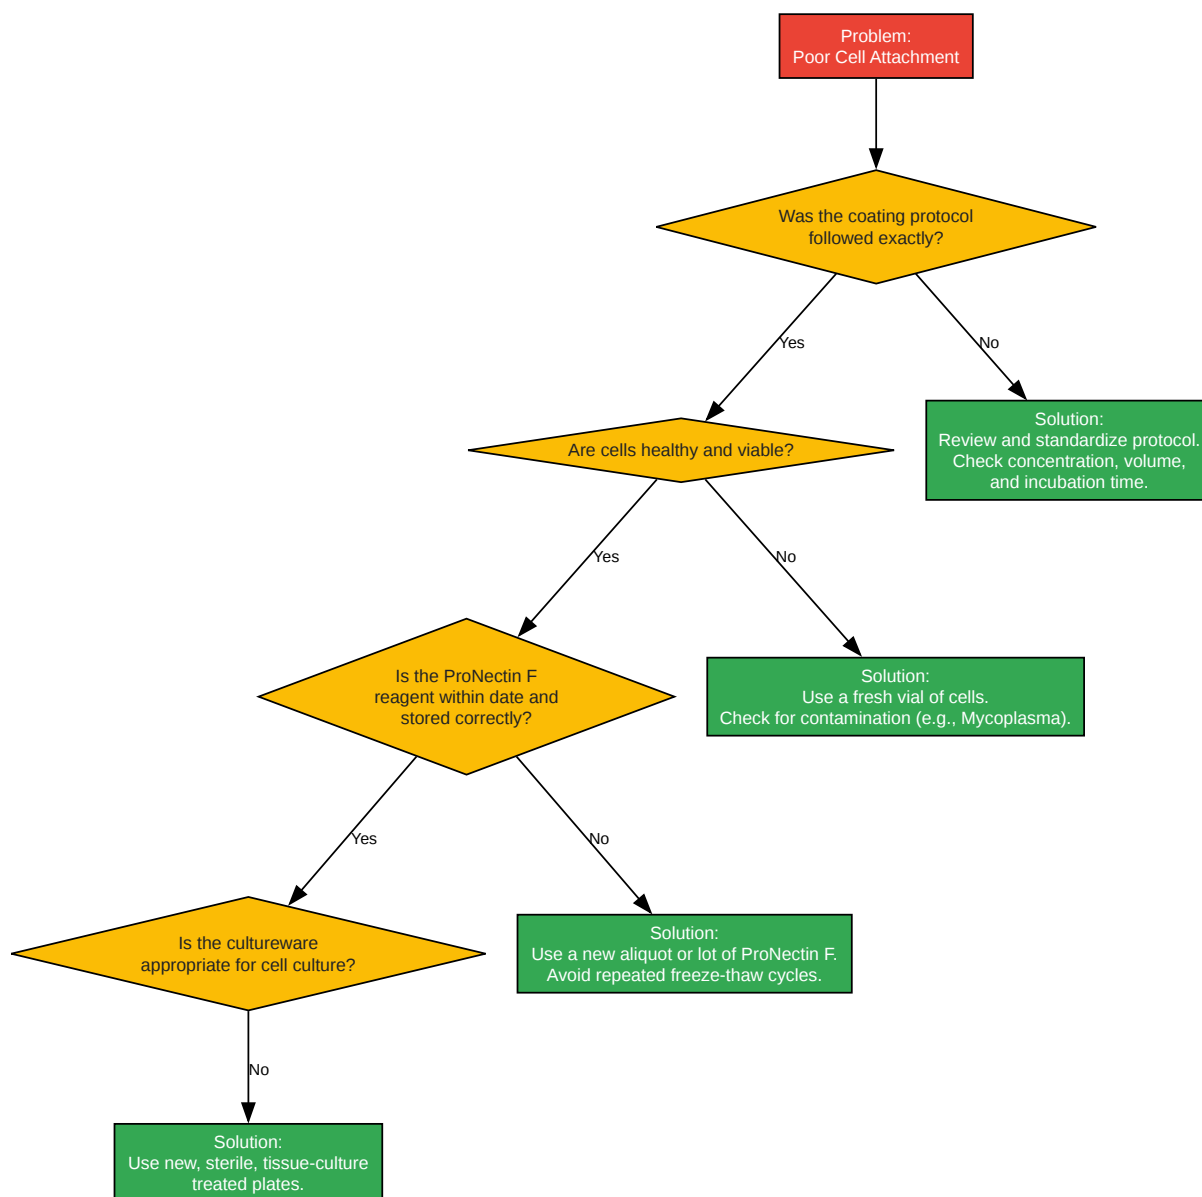 Problem:
Poor Cell Attachment
Was the coating protocol
followed exactly?
Yes
No
Solution:
Review and standardize protocol.
Check concentration, volume,
and incubation time.
Are cells healthy and viable?
Yes
No
Is the ProNectin F
reagent within date and
stored correctly?
Solution:
Use a fresh vial of cells.
Check for contamination (e.g., Mycoplasma).
Yes
No
Is the cultureware
appropriate for cell culture?
Solution:
Use a new aliquot or lot of ProNectin F.
Avoid repeated freeze-thaw cycles.
No
Solution:
Use new, sterile, tissue-culture
treated plates.